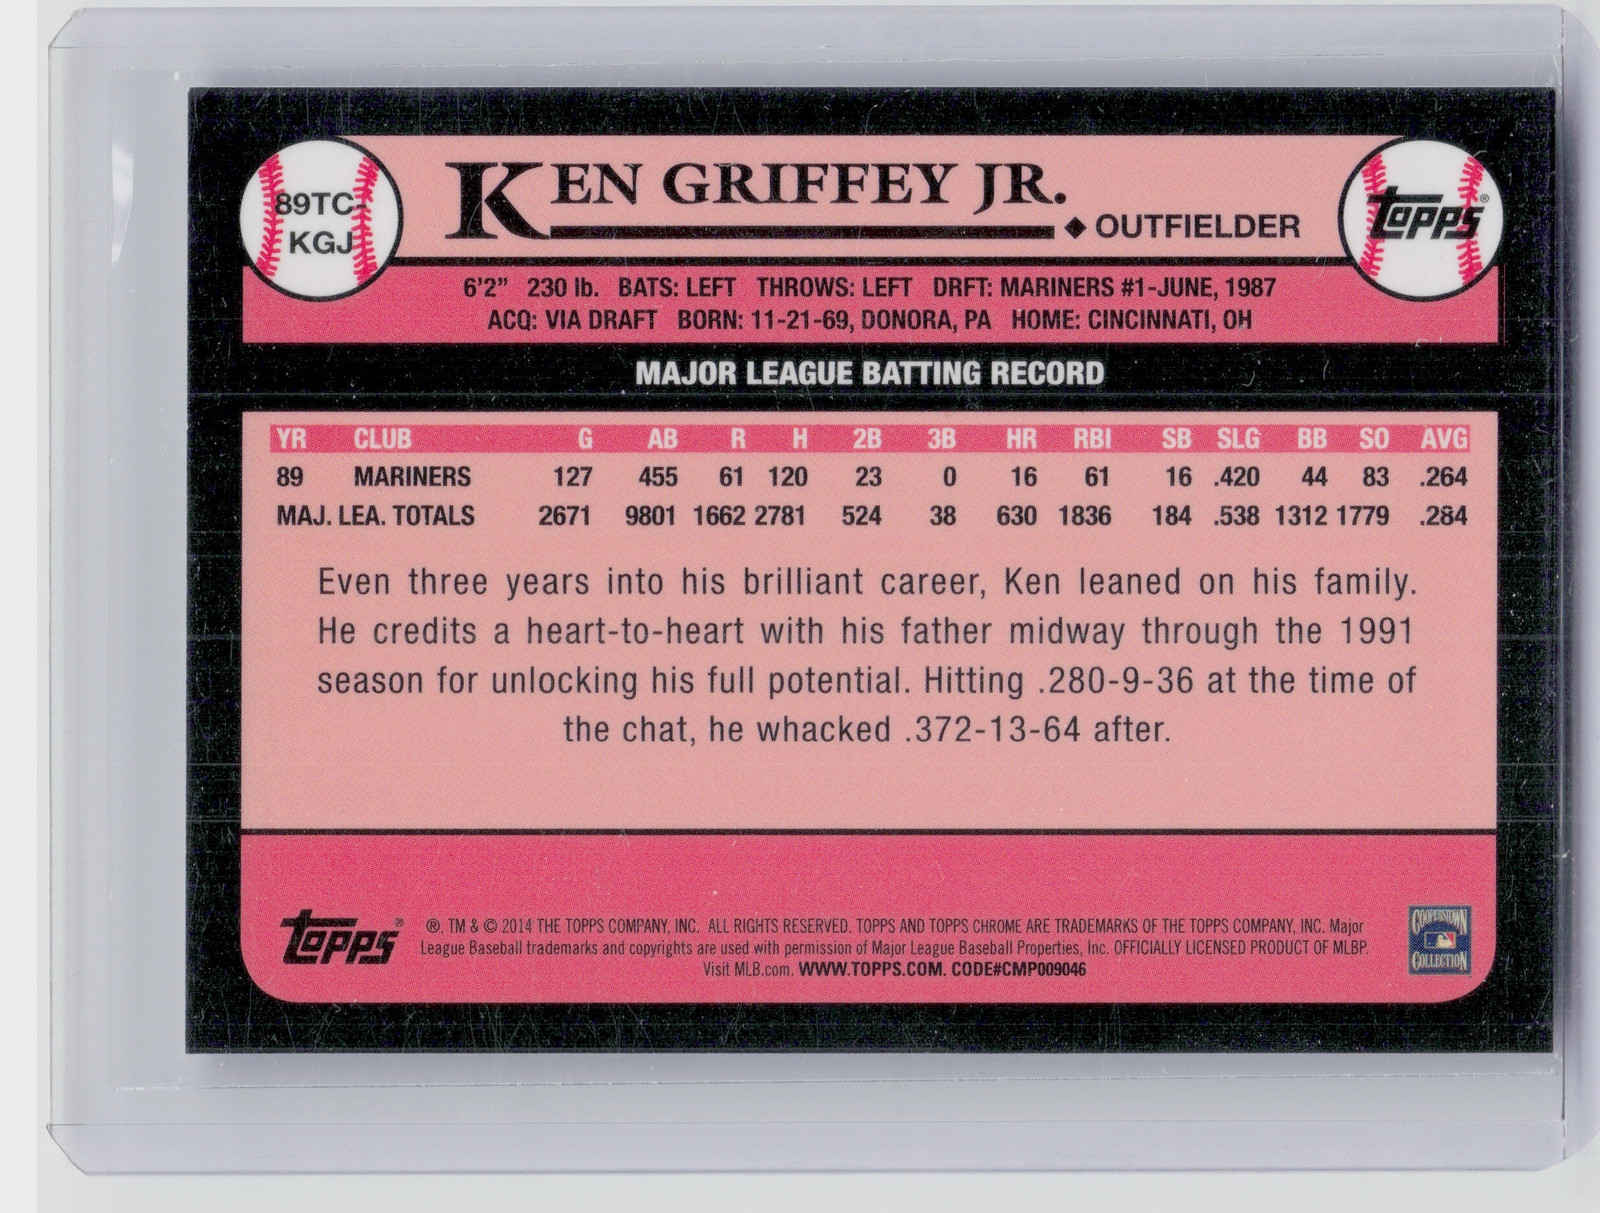 89TC-
KGJ
KEN GRIFFEY JR.
◆ OUTFIELDER
topps®
6'2" 230 lb. BATS: LEFT THROWS: LEFT DRFT: MARINERS #1-JUNE, 1987
ACQ: VIA DRAFT BORN: 11-21-69, DONORA, PA HOME: CINCINNATI, OH
MAJOR LEAGUE BATTING RECORD
YR CLUB G AB R H 2B 3B HR RBI SB SLG BB SO AVG
89 MARINERS 127 455 61 120 23 0 16 61 16 .420 44 83 .264
MAJ. LEA. TOTALS 2671 9801 1662 2781 524 38 630 1836 184 .538 1312 1779 .284
Even three years into his brilliant career, Ken leaned on his family.
He credits a heart-to-heart with his father midway through the 1991
season for unlocking his full potential. Hitting .280-9-36 at the time of
the chat, he whacked .372-13-64 after.
topps®
®, TM & © 2014 THE TOPPS COMPANY, INC. ALL RIGHTS RESERVED. TOPPS AND TOPPS CHROME ARE TRADEMARKS OF THE TOPPS COMPANY, INC. Major
League Baseball trademarks and copyrights are used with permission of Major League Baseball Properties, Inc. OFFICIALLY LICENSED PRODUCT OF MLBP.
Visit MLB.com. WWW.TOPPS.COM. CODE#CMP009046
COOPERSTOWN
COLLECTION